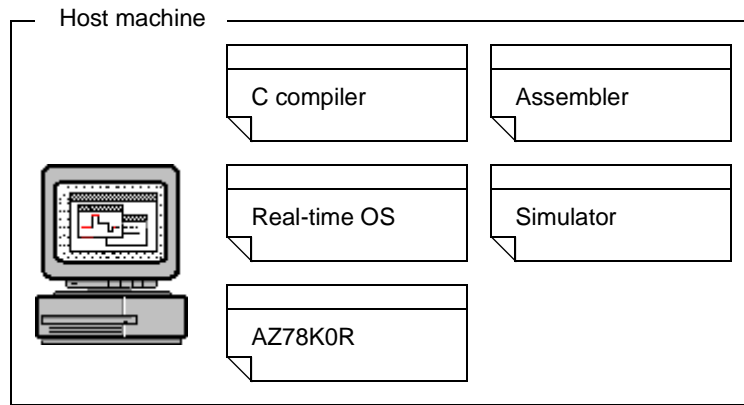 Host machine
C compiler
Assembler
Real-time OS
Simulator
AZ78K0R